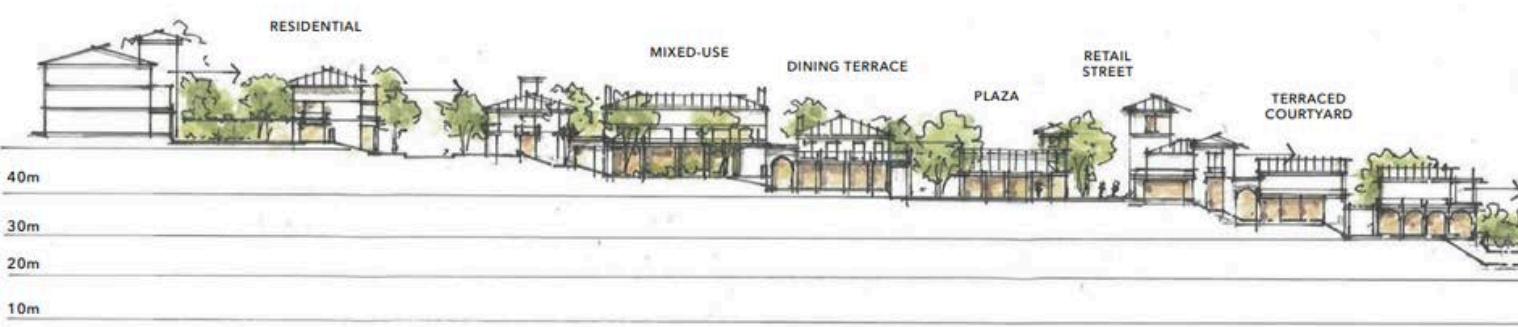 RESIDENTIAL
MIXED-USE
DINING TERRACE
PLAZA
RETAIL
STREET
TERRACED
COURTYARD
40m
30m
20m
10m